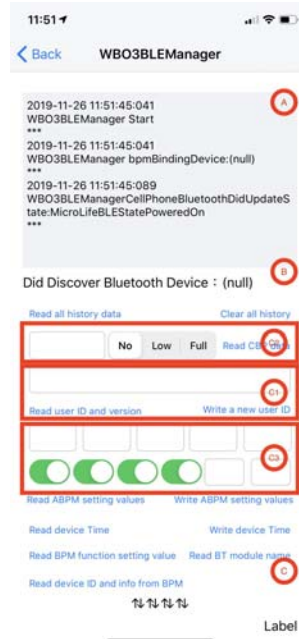 11:51
Back WBO3BLEManager
A
2019-11-26 11:51:45:041
WBO3BLEManager Start
***
2019-11-26 11:51:45:041
WBO3BLEManager bpmBindingDevice:(null)
***
2019-11-26 11:51:45:089
WBO3BLEManagerCellPhoneBluetoothDidUpdateS
tate:MicroLifeBLEStatePoweredOn
***
B
Did Discover Bluetooth Device：(null)
Read all history data Clear all history
No Low Full Read data
C1
Read user ID and version Write a new user ID
C3
Read ABPM setting values Write ABPM setting values
Read device Time Write device Time
Read BPM function setting value Read BT module name
C
Read device ID and info from BPM
Label